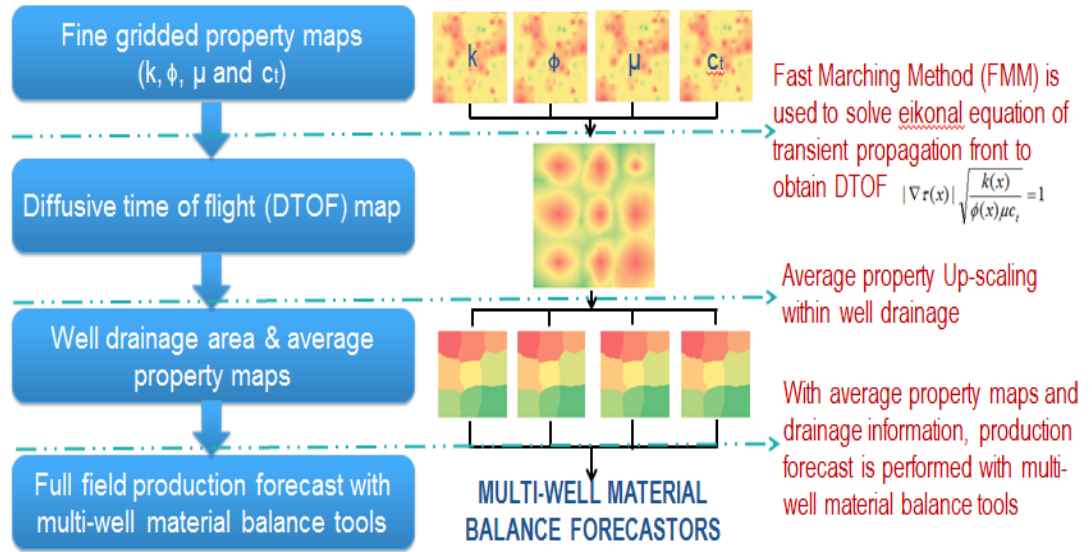 Fine gridded property maps
(k, ϕ, μ and ct)
k
ϕ
μ
ct
Fast Marching Method (FMM) is
used to solve eikonal equation of
transient propagation front to
obtain DTOF |∇τ(x)| √(k(x)/(ϕ(x)μc_t)) =1
Diffusive time of flight (DTOF) map
Average property Up-scaling
within well drainage
Well drainage area & average
property maps
With average property maps and
drainage information, production
forecast is performed with multi-
well material balance tools
Full field production forecast with
multi-well material balance tools
MULTI-WELL MATERIAL
BALANCE FORECASTORS